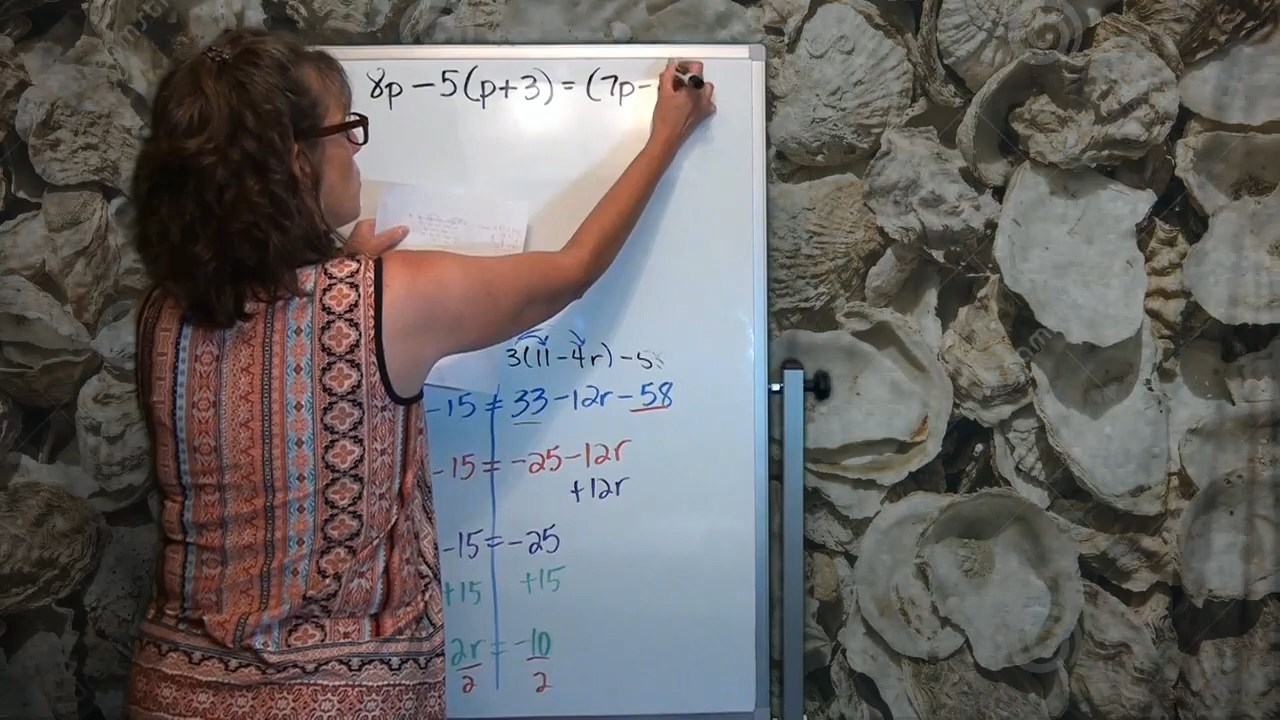 8p - 5(p+3) = (7p -
3(11 - 4r) - 5
-15 = 33 - 12r - 58
-15 = -25 - 12r
+12r
-15 = -25
+15 +15
2r = -10
2 2